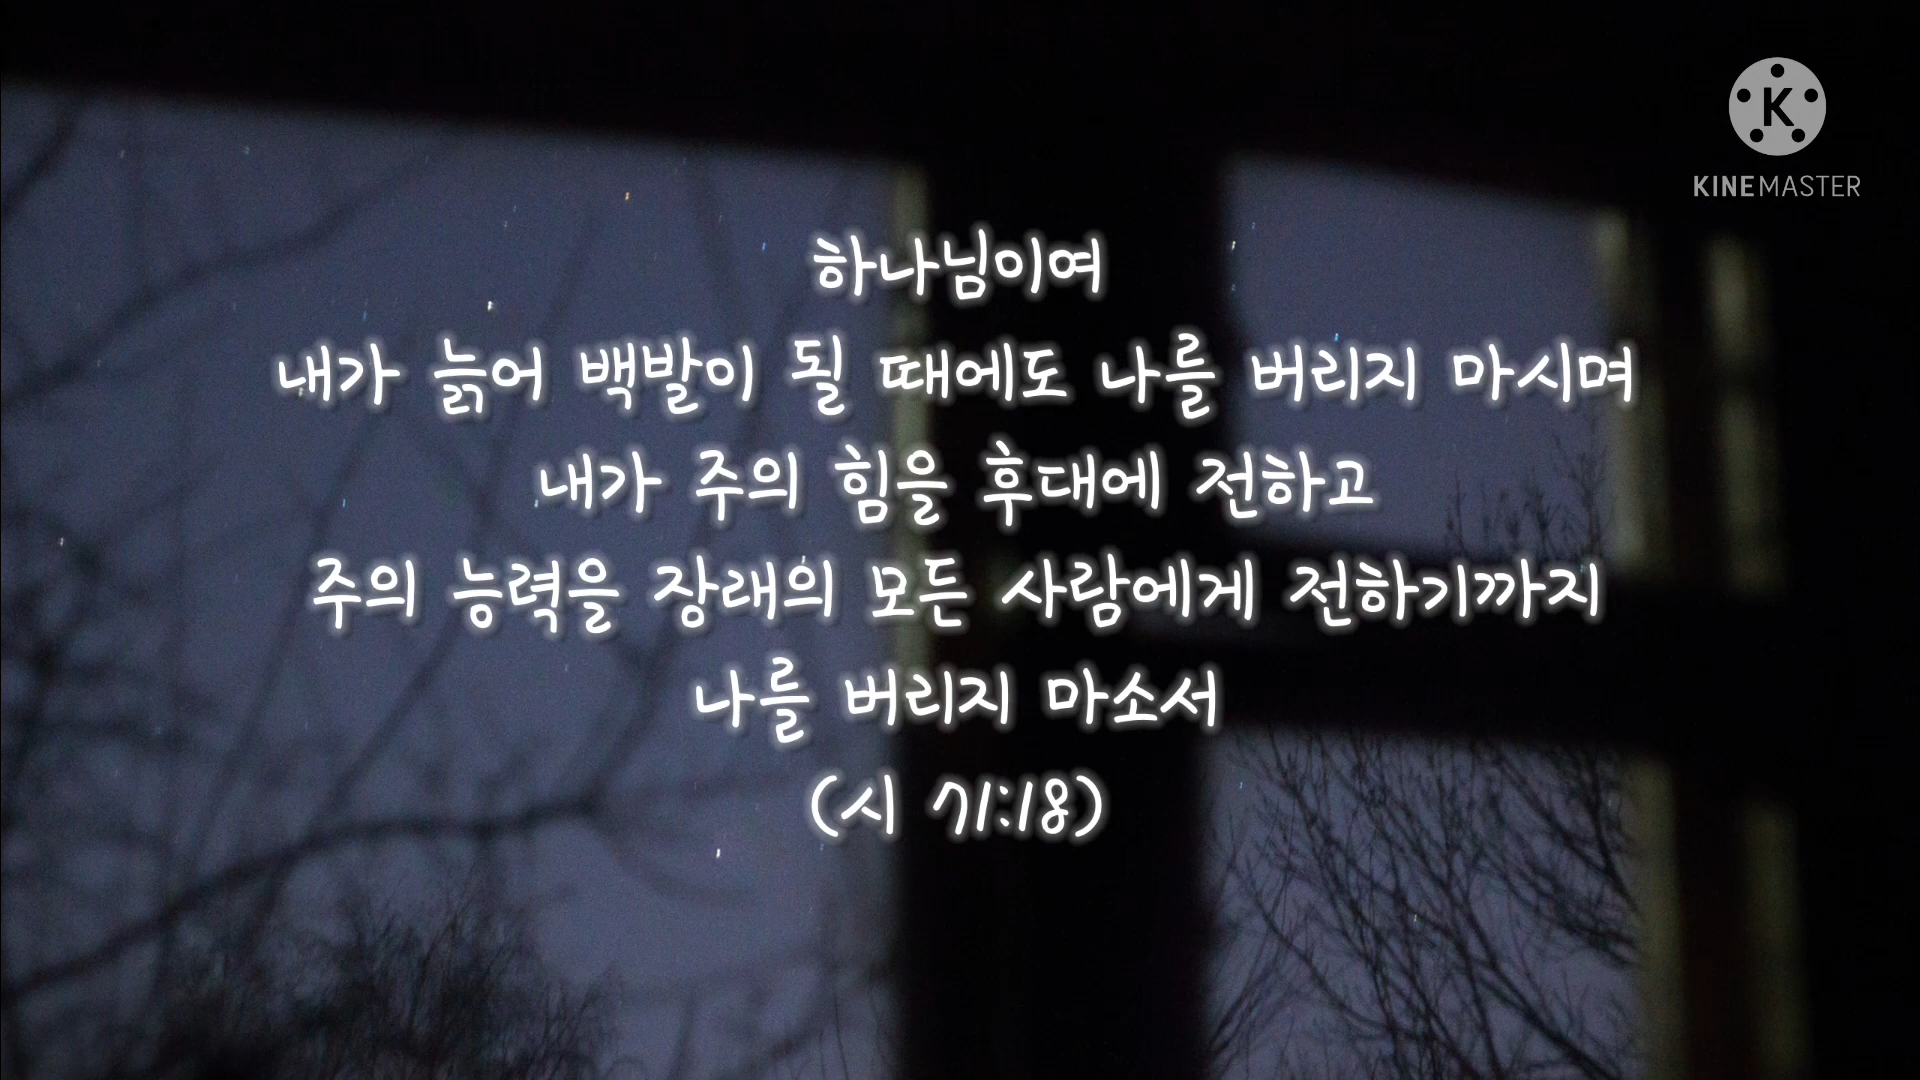 KINEMASTER
하나님이여
내가 늙어 백발이 될 때에도 나를 버리지 마시며
내가 주의 힘을 후대에 전하고
주의 능력을 장래의 모든 사람에게 전하기까지
나를 버리지 마소서
(시 71:18)